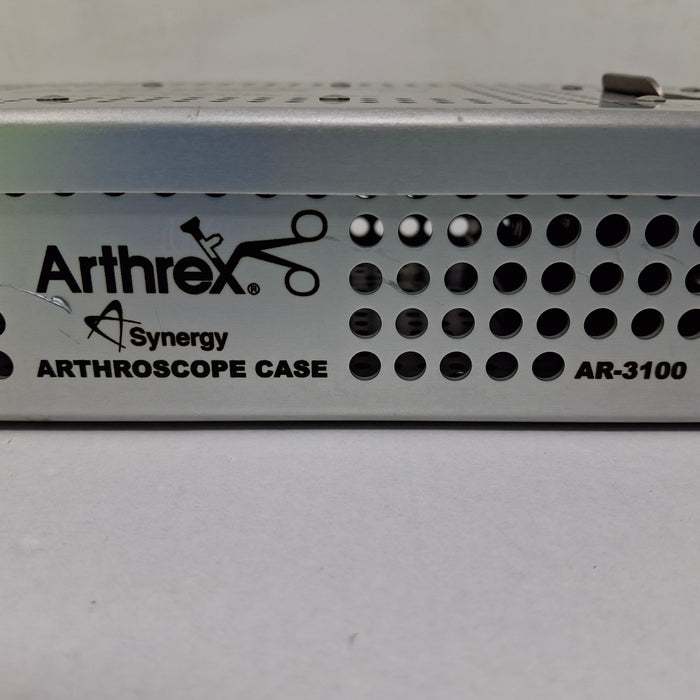 Arthrex®
Synergy
ARTHROSCOPE CASE
AR-3100